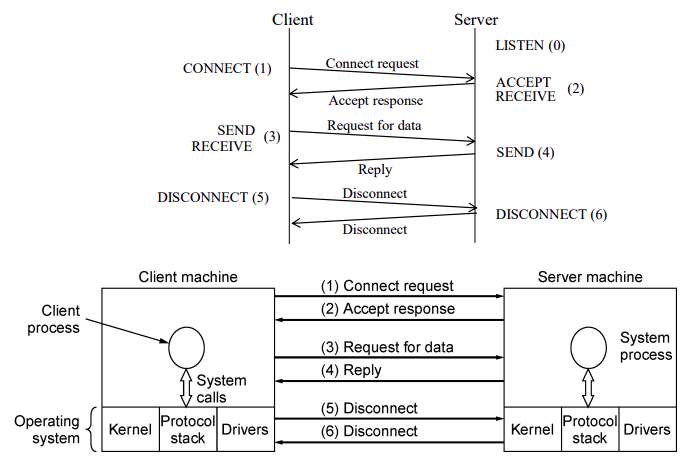 Client
Server
LISTEN (0)
CONNECT (1)
Connect request
ACCEPT
RECEIVE
(2)
Accept response
SEND
RECEIVE
(3)
Request for data
SEND (4)
Reply
DISCONNECT (5)
Disconnect
DISCONNECT (6)
Disconnect
Client machine
Server machine
(1) Connect request
(2) Accept response
Client
process
(3) Request for data
System
process
(4) Reply
System
calls
Operating
system
Kernel
Protocol
stack
Drivers
(5) Disconnect
(6) Disconnect
Kernel
Protocol
stack
Drivers